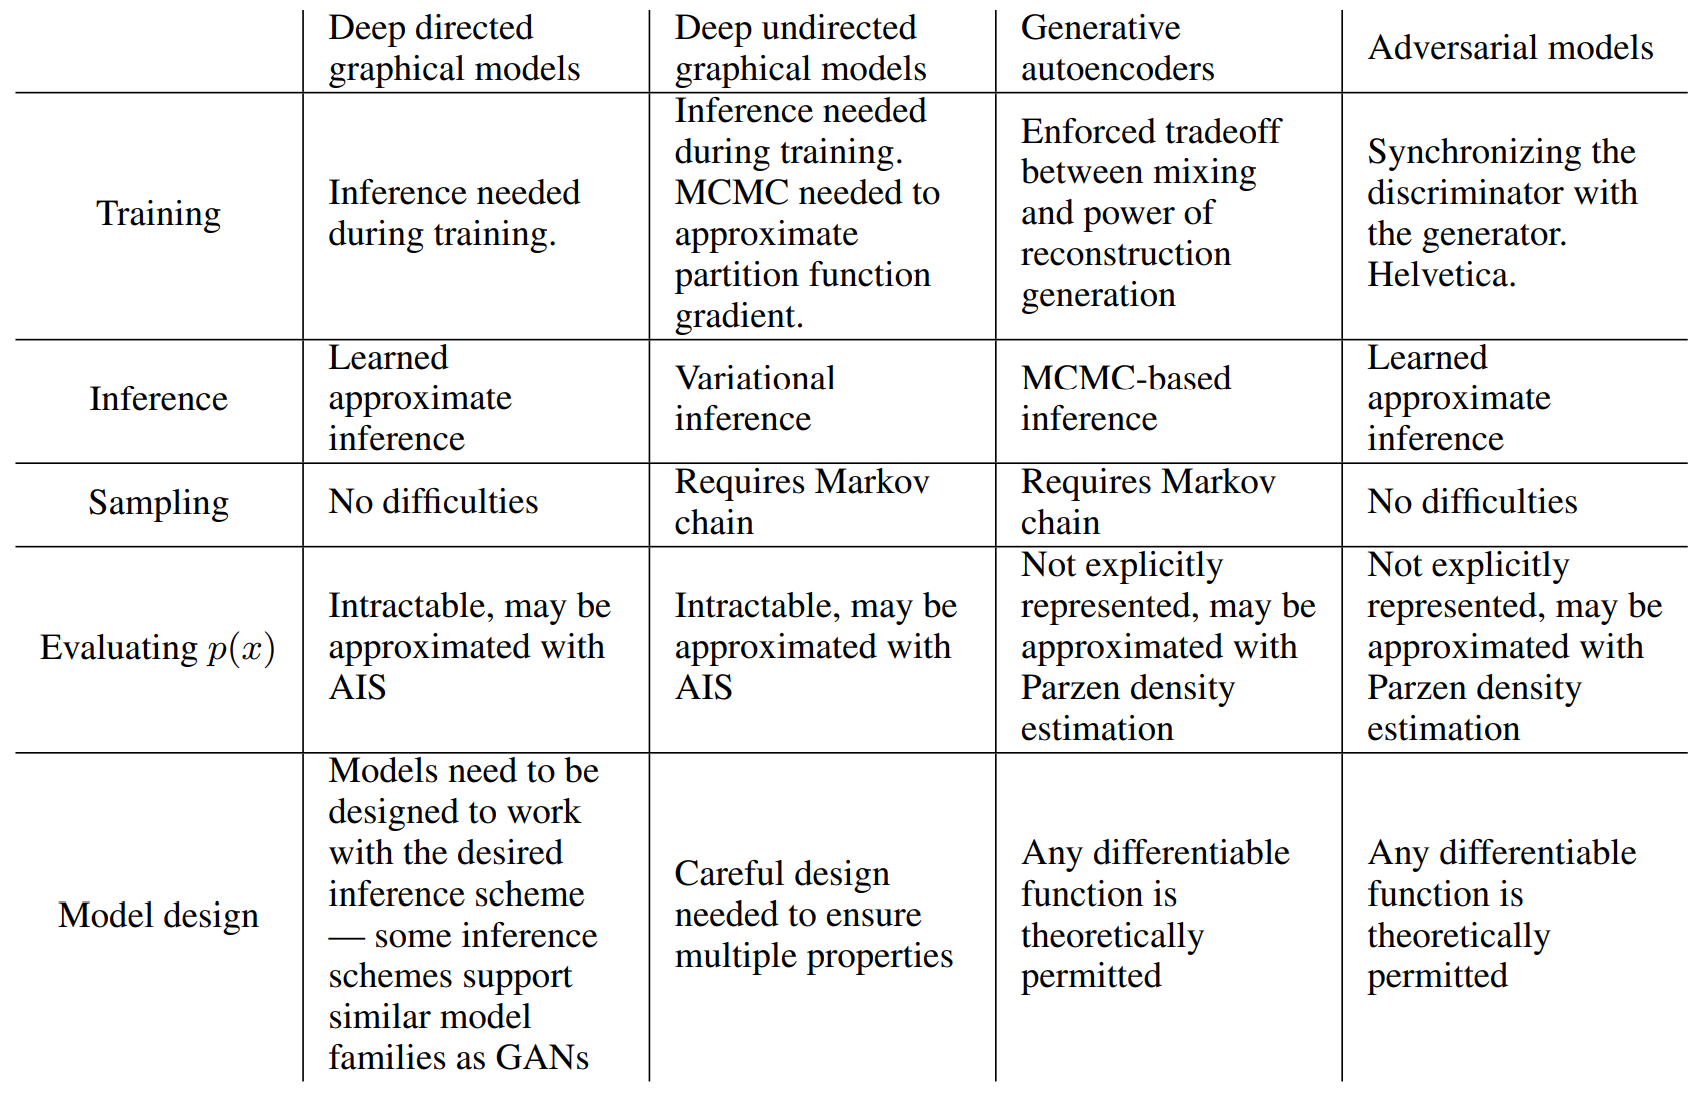 Deep directed
graphical models
Deep undirected
graphical models
Generative
autoencoders
Adversarial models
Training
Inference needed
during training.
Inference needed
during training.
MCMC needed to
approximate
partition function
gradient.
Enforced tradeoff
between mixing
and power of
reconstruction
generation
Synchronizing the
discriminator with
the generator.
Helvetica.
Inference
Learned
approximate
inference
Variational
inference
MCMC-based
inference
Learned
approximate
inference
Sampling
No difficulties
Requires Markov
chain
Requires Markov
chain
No difficulties
Evaluating p(x)
Intractable, may be
approximated with
AIS
Intractable, may be
approximated with
AIS
Not explicitly
represented, may be
approximated with
Parzen density
estimation
Not explicitly
represented, may be
approximated with
Parzen density
estimation
Model design
Models need to be
designed to work
with the desired
inference scheme
— some inference
schemes support
similar model
families as GANs
Careful design
needed to ensure
multiple properties
Any differentiable
function is
theoretically
permitted
Any differentiable
function is
theoretically
permitted